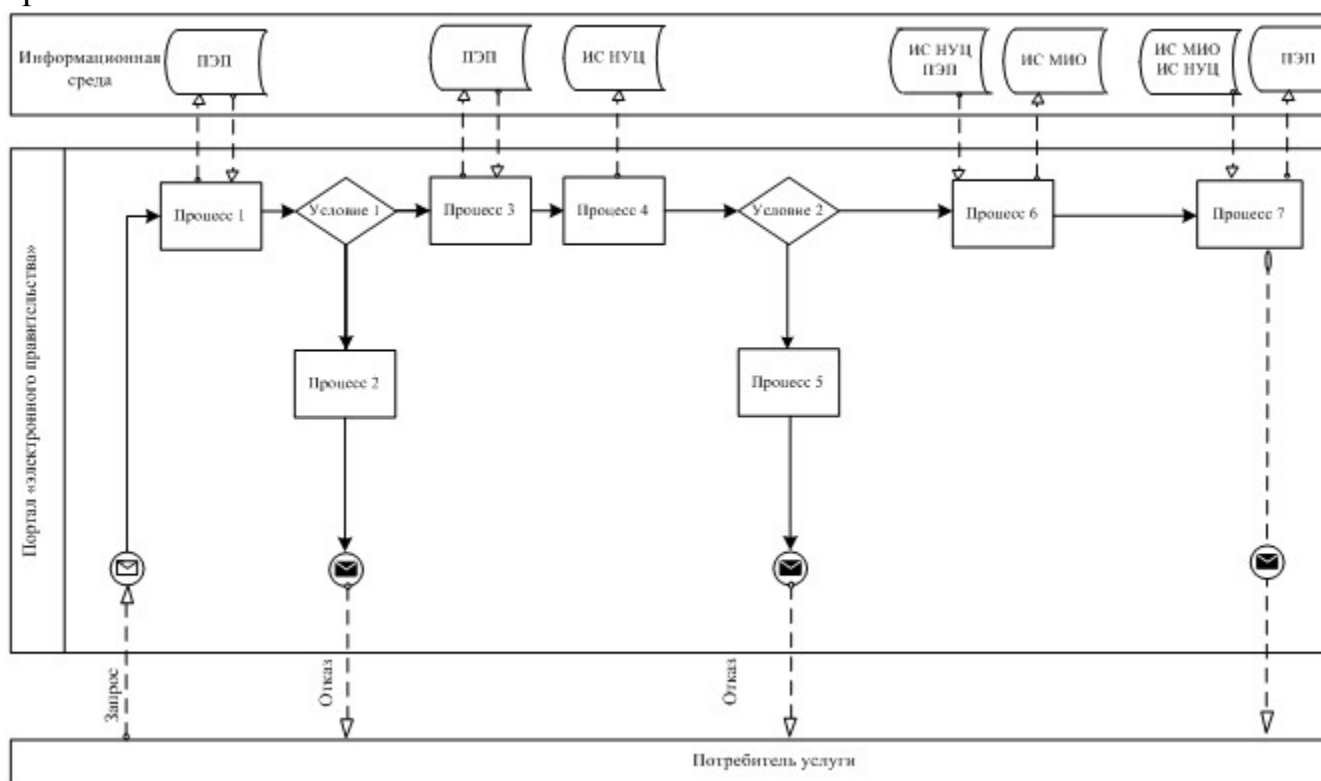 Информационная
среда
ПЭП
ПЭП
ИС НУЦ
ИС НУЦ
ПЭП
ИС МИО
ИС МИО
ИС НУЦ
ПЭП
Портал «электронного правительства»
Процесс 1
Условие 1
Процесс 3
Процесс 4
Условие 2
Процесс 6
Процесс 7
Процесс 2
Процесс 5
Запрос
Отказ
Отказ
Потребитель услуги